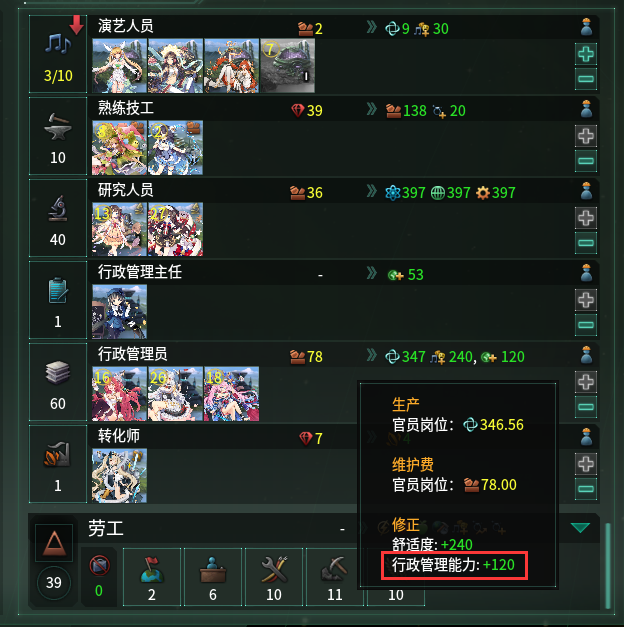 演艺人员 2 9 30
3/10 7
熟练技工 39 138 20
10
研究人员 36 397 397 397
40 13 27
行政管理主任 - 53
1
行政管理员 78 347 240, 120
60 16 26 18
转化师 7 4
1
生产
官员岗位: 346.56
维护费
官员岗位: 78.00
修正
舒适度: +240
行政管理能力: +120
劳工 -
39 0 2 6 10 11 10